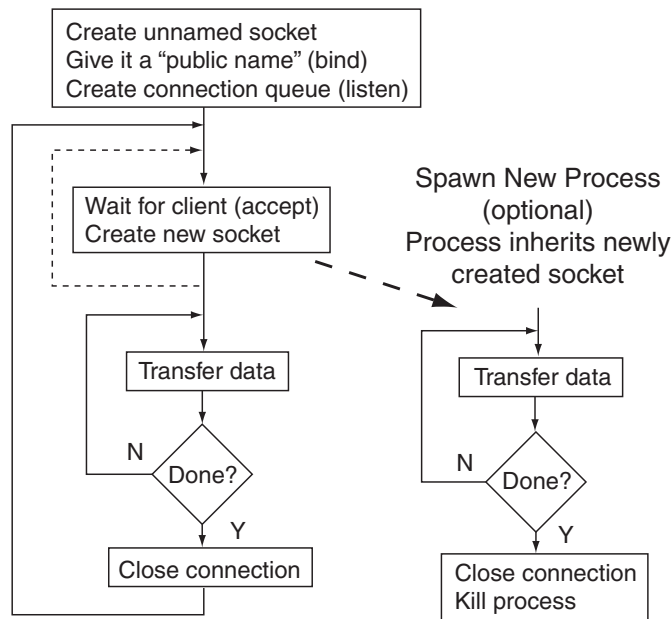 Create unnamed socket
Give it a “public name” (bind)
Create connection queue (listen)
Wait for client (accept)
Create new socket
Transfer data
N
Done?
Y
Close connection
Spawn New Process
(optional)
Process inherits newly
created socket
Transfer data
N
Done?
Y
Close connection
Kill process